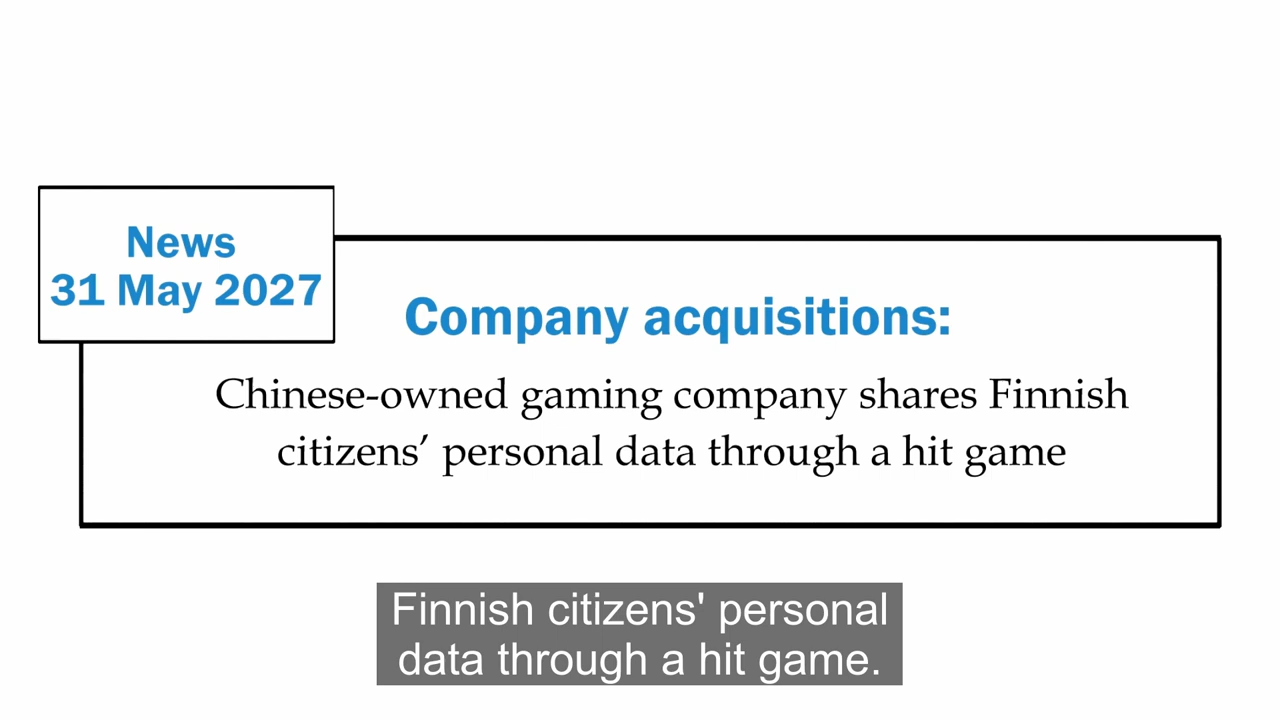 News
31 May 2027
Company acquisitions:
Chinese-owned gaming company shares Finnish
citizens’ personal data through a hit game
Finnish citizens' personal
data through a hit game.